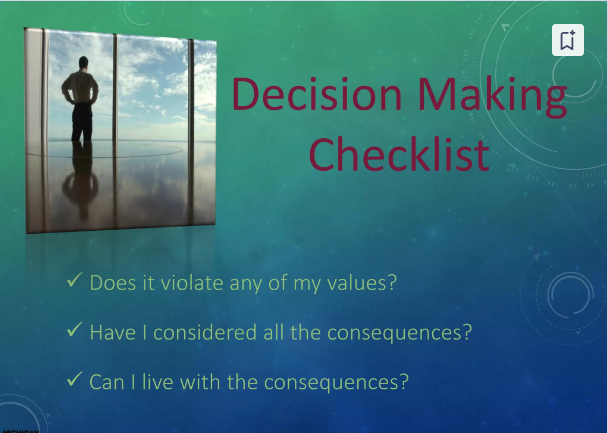 Decision Making
Checklist
✓ Does it violate any of my values?
✓ Have I considered all the consequences?
✓ Can I live with the consequences?